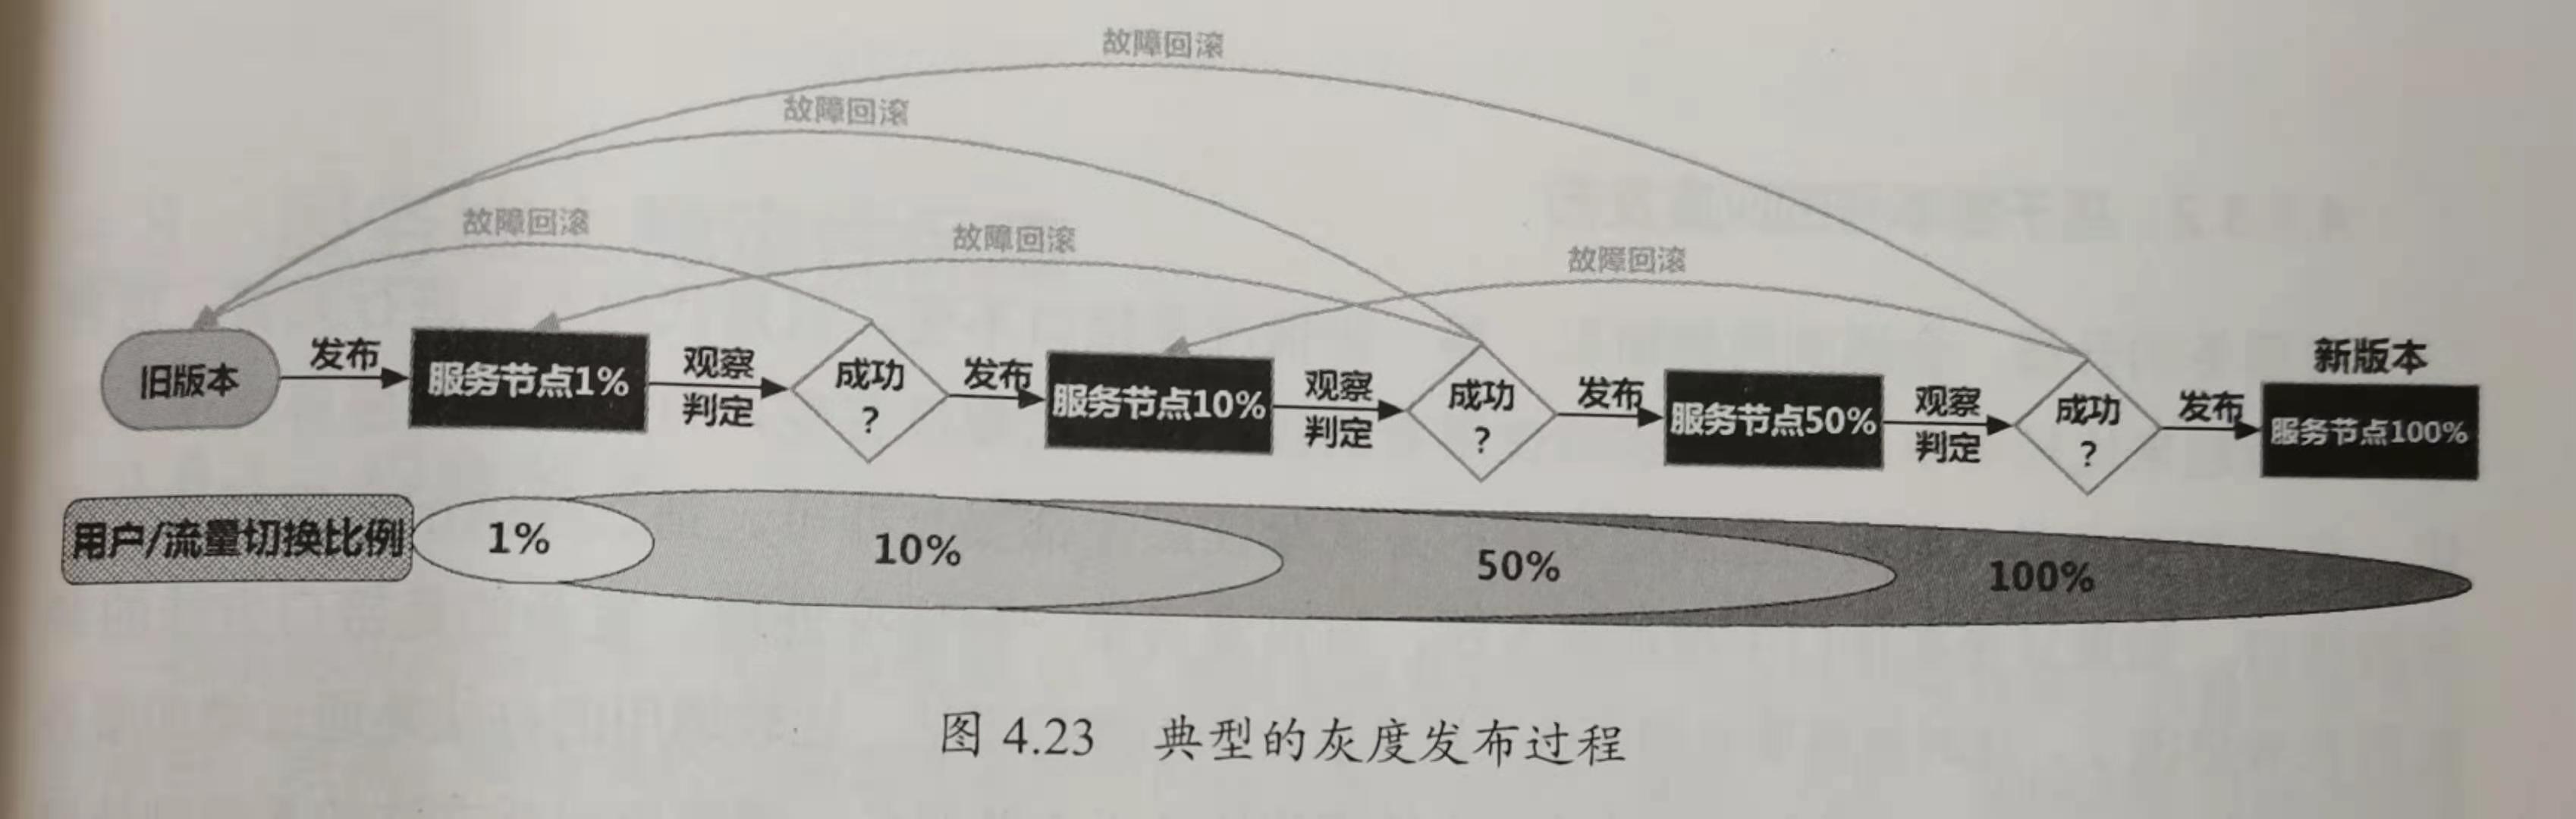 故障回滚
故障回滚
故障回滚
故障回滚
故障回滚
旧版本
发布
服务节点1%
观察
判定
成功
?
发布
服务节点10%
观察
判定
成功
?
发布
服务节点50%
观察
判定
成功
?
发布
新版本
服务节点100%
用户/流量切换比例
1%
10%
50%
100%
图 4.23 典型的灰度发布过程